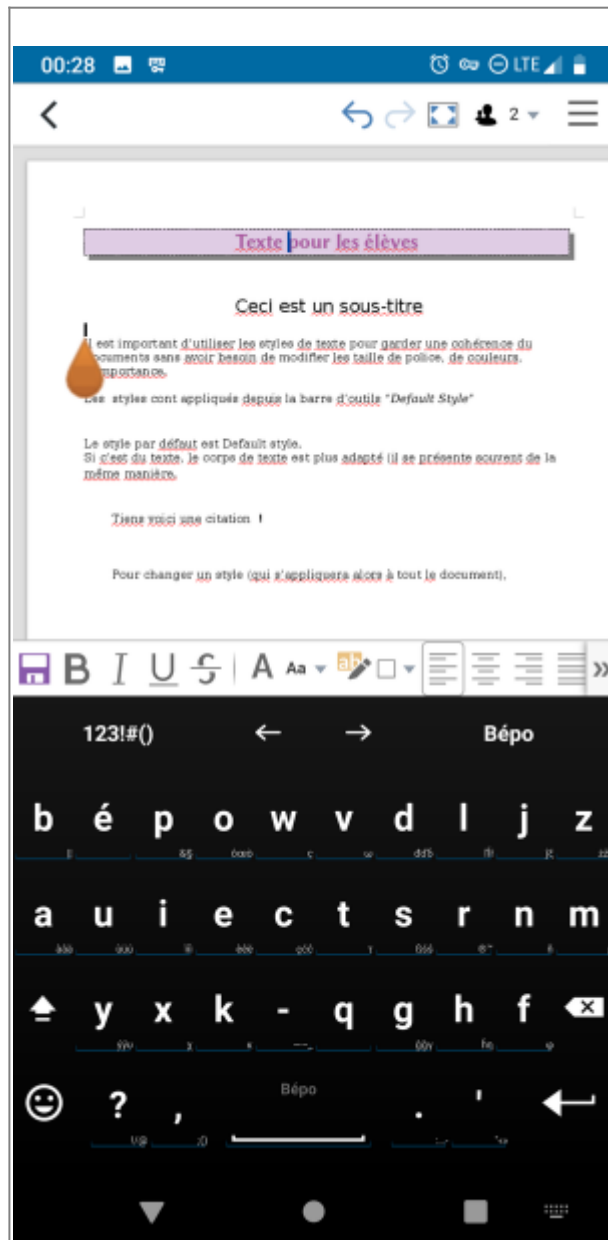 00:28 LTE
2
Texte pour les élèves
Ceci est un sous-titre
Il est important d'utiliser les styles de texte pour garder une cohérence du
documents sans avoir besoin de modifier les taille de police, de couleurs,
importance.
Les styles cont appliqués depuis la barre d'outils "Default Style"
Le style par défaut est Default style.
Si c'est du texte, le corps de texte est plus adapté (il se présente souvent de la
même manière.
Tiens voici une citation !
Pour changer un style (qui s'appliquera alors à tout le document),
B I U S A Aa ab
123!#() ← → Bépo
b é p o w v d l j z
a u i e c t s r n m
y x k - q g h f
? , Bépo . '